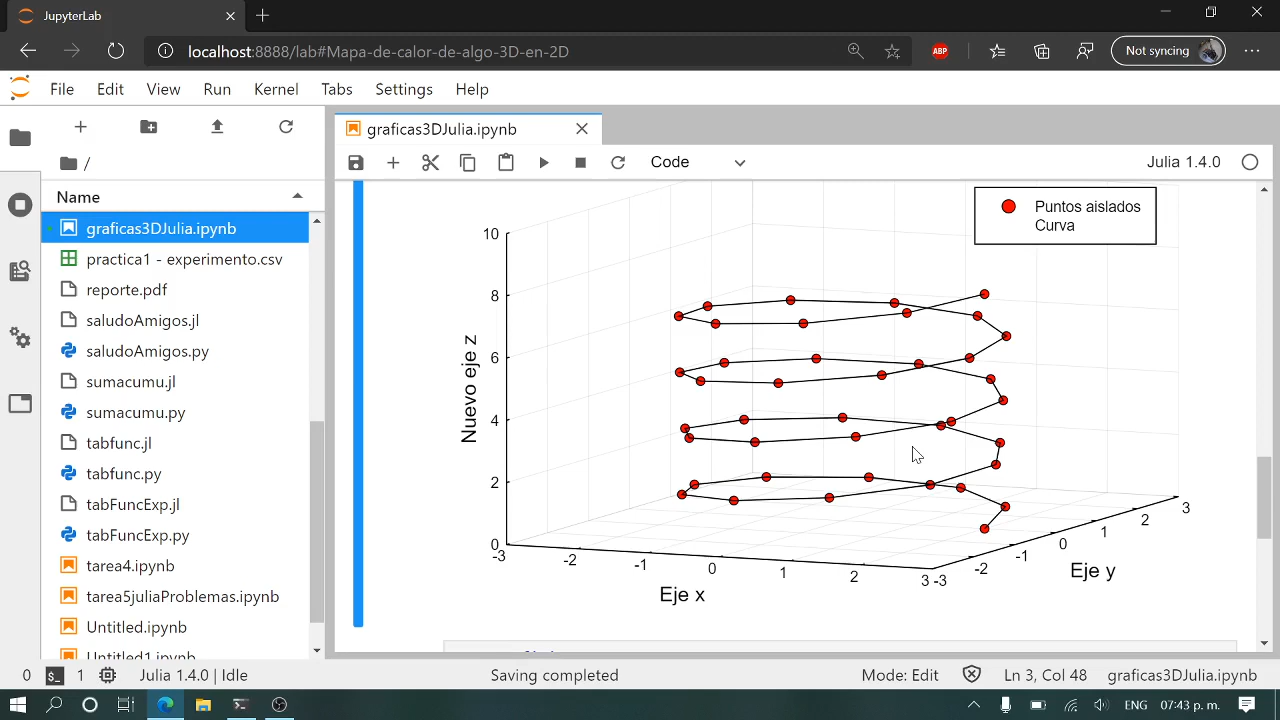 JupyterLab
localhost:8888/lab#Mapa-de-calor-de-algo-3D-en-2D
ABP
Not syncing
File Edit View Run Kernel Tabs Settings Help
graficas3DJulia.ipynb
Code
Julia 1.4.0
/
Name
graficas3DJulia.ipynb
practica1 - experimento.csv
reporte.pdf
saludoAmigos.jl
saludoAmigos.py
sumacumu.jl
sumacumu.py
tabfunc.jl
tabfunc.py
tabFuncExp.jl
tabFuncExp.py
tarea4.ipynb
tarea5juliaProblemas.ipynb
Untitled.ipynb
Untitled1.ipynb
Puntos aislados
Curva
10
8
6
4
2
0
Nuevo eje z
-3 -2 -1 0 1 2 3
Eje x
-3 -2 -1 0 1 2 3
Eje y
0 $_ 1 Julia 1.4.0 | Idle Saving completed Mode: Edit Ln 3, Col 48 graficas3DJulia.ipynb
ENG 07:43 p. m.